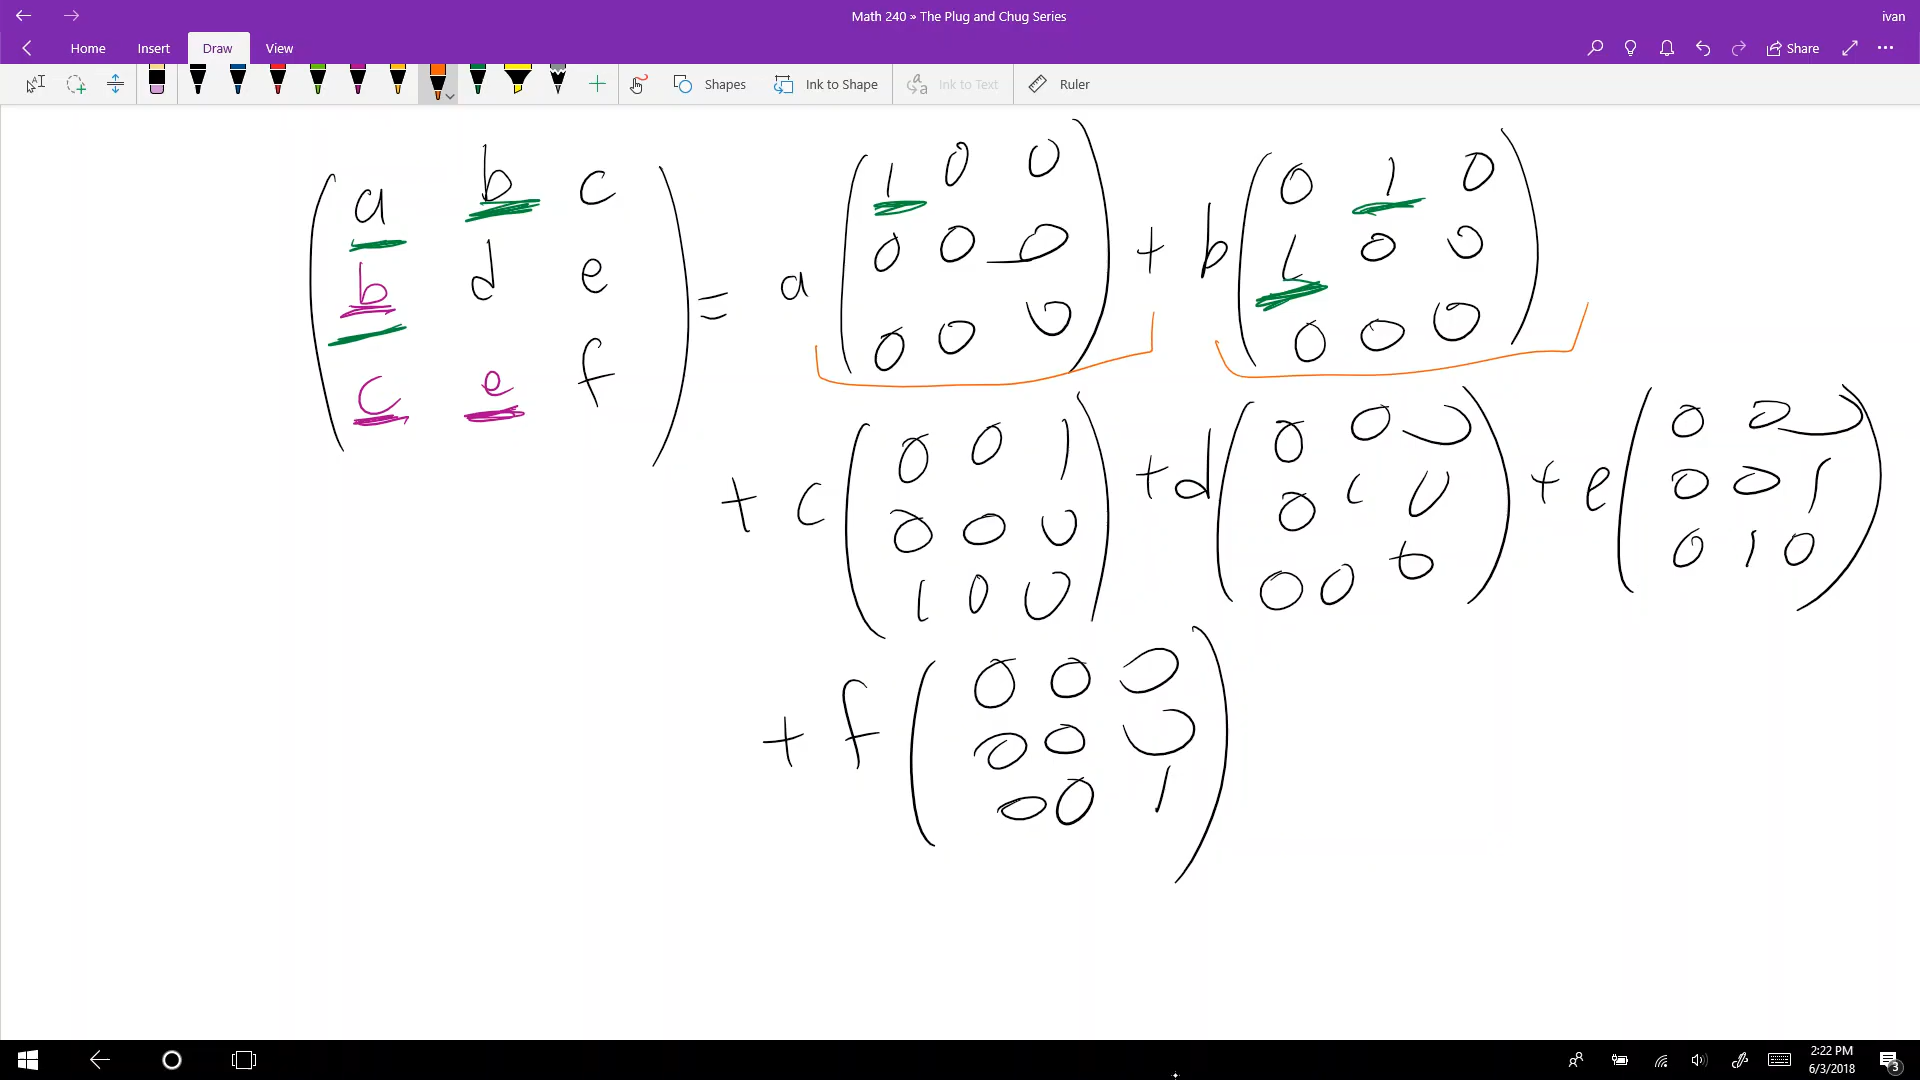 Math 240 » The Plug and Chug Series
ivan
Home Insert Draw View
Share
Shapes Ink to Shape Ink to Text Ruler
a b c
b d e
c e f
= a
1 0 0
0 0 0
0 0 0
+ b
0 1 0
1 0 0
0 0 0
+ c
0 0 1
0 0 0
1 0 0
+ d
0 0 0
0 1 0
0 0 0
+ e
0 0 0
0 0 1
0 1 0
+ f
0 0 0
0 0 0
0 0 1
2:22 PM
6/3/2018
3